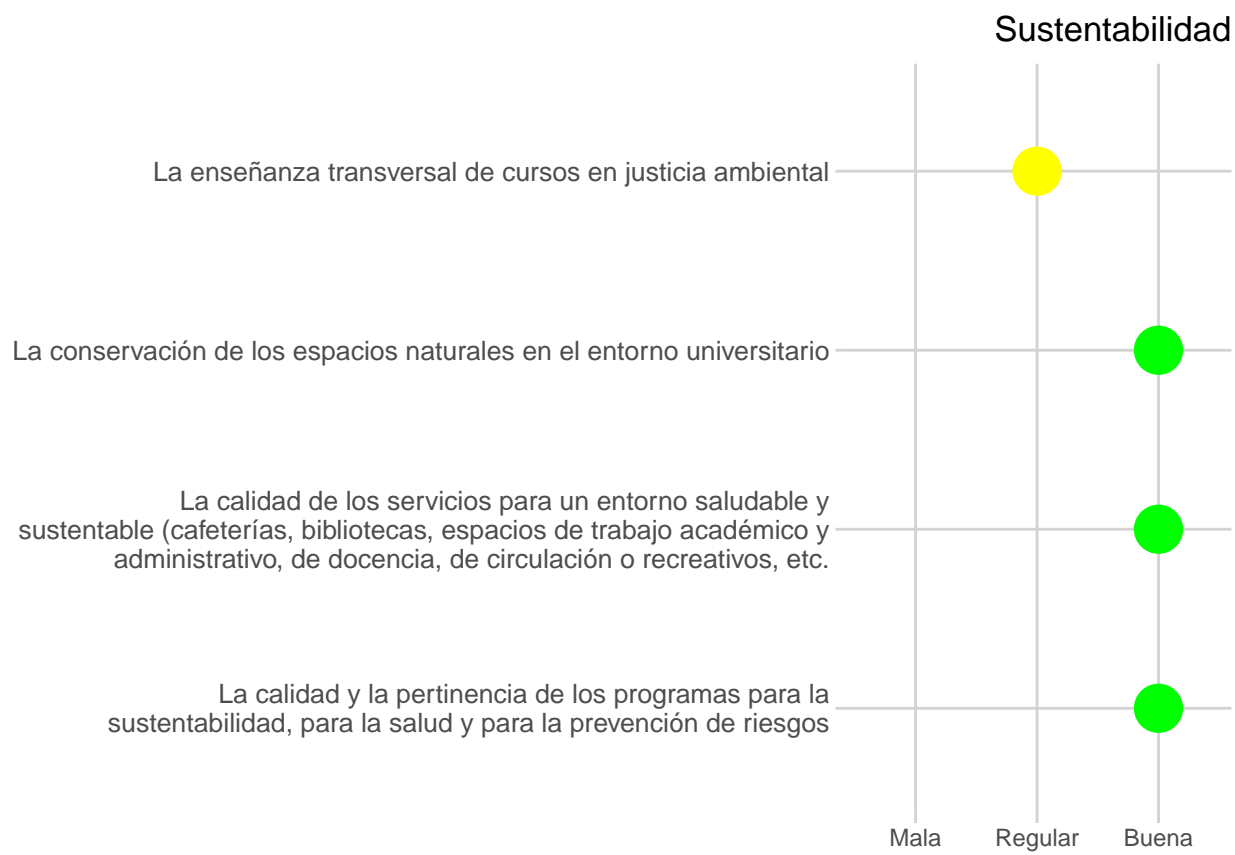 Sustentabilidad
La enseñanza transversal de cursos en justicia ambiental
La conservación de los espacios naturales en el entorno universitario
La calidad de los servicios para un entorno saludable y
sustentable (cafeterías, bibliotecas, espacios de trabajo académico y
administrativo, de docencia, de circulación o recreativos, etc.
La calidad y la pertinencia de los programas para la
sustentabilidad, para la salud y para la prevención de riesgos
Mala Regular Buena